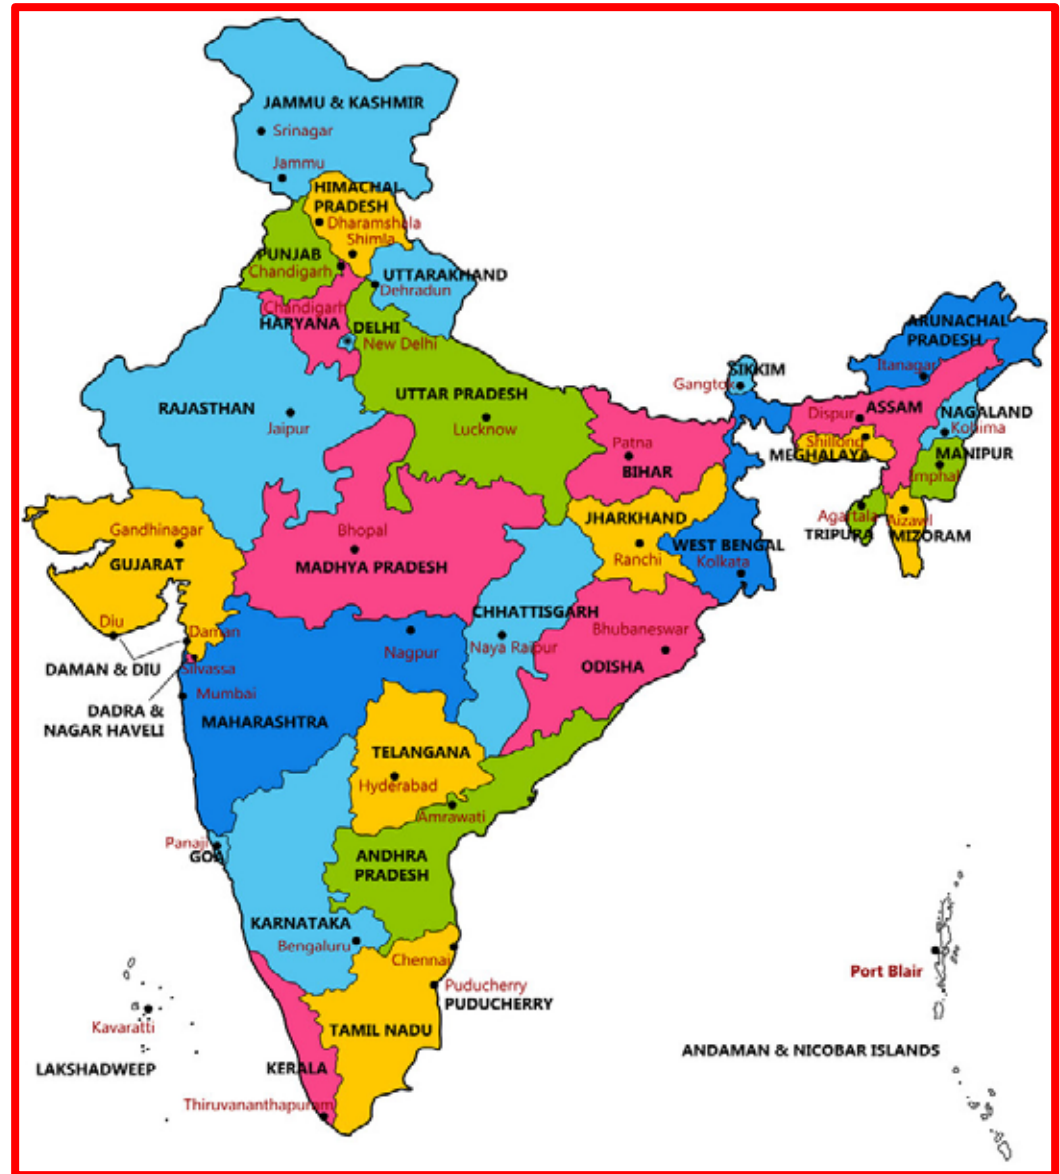 JAMMU & KASHMIR
Srinagar
Jammu
HIMACHAL
PRADESH
Dharamshala
Shimla
PUNJAB
Chandigarh
UTTARAKHAND
Dehradun
Chandigarh
HARYANA
DELHI
New Delhi
ARUNACHAL
PRADESH
Itanagar
SIKKIM
Gangtok
UTTAR PRADESH
Lucknow
RAJASTHAN
Jaipur
ASSAM
Dispur
NAGALAND
Kohima
Shillong
MEGHALAYA
MANIPUR
Imphal
Patna
BIHAR
Agartala
TRIPURA
Aizawl
MIZORAM
JHARKHAND
Ranchi
WEST BENGAL
Kolkata
Gandhinagar
GUJARAT
Bhopal
MADHYA PRADESH
CHHATTISGARH
Naya Raipur
Bhubaneswar
ODISHA
Diu
Daman
DAMAN & DIU
Silvassa
DADRA &
NAGAR HAVELI
Mumbai
Nagpur
MAHARASHTRA
TELANGANA
Hyderabad
Amrawati
Panaji
GOA
ANDHRA
PRADESH
KARNATAKA
Bengaluru
Chennai
Puducherry
PUDUCHERRY
Port Blair
Kavaratti
LAKSHADWEEP
TAMIL NADU
KERALA
ANDAMAN & NICOBAR ISLANDS
Thiruvananthapuram